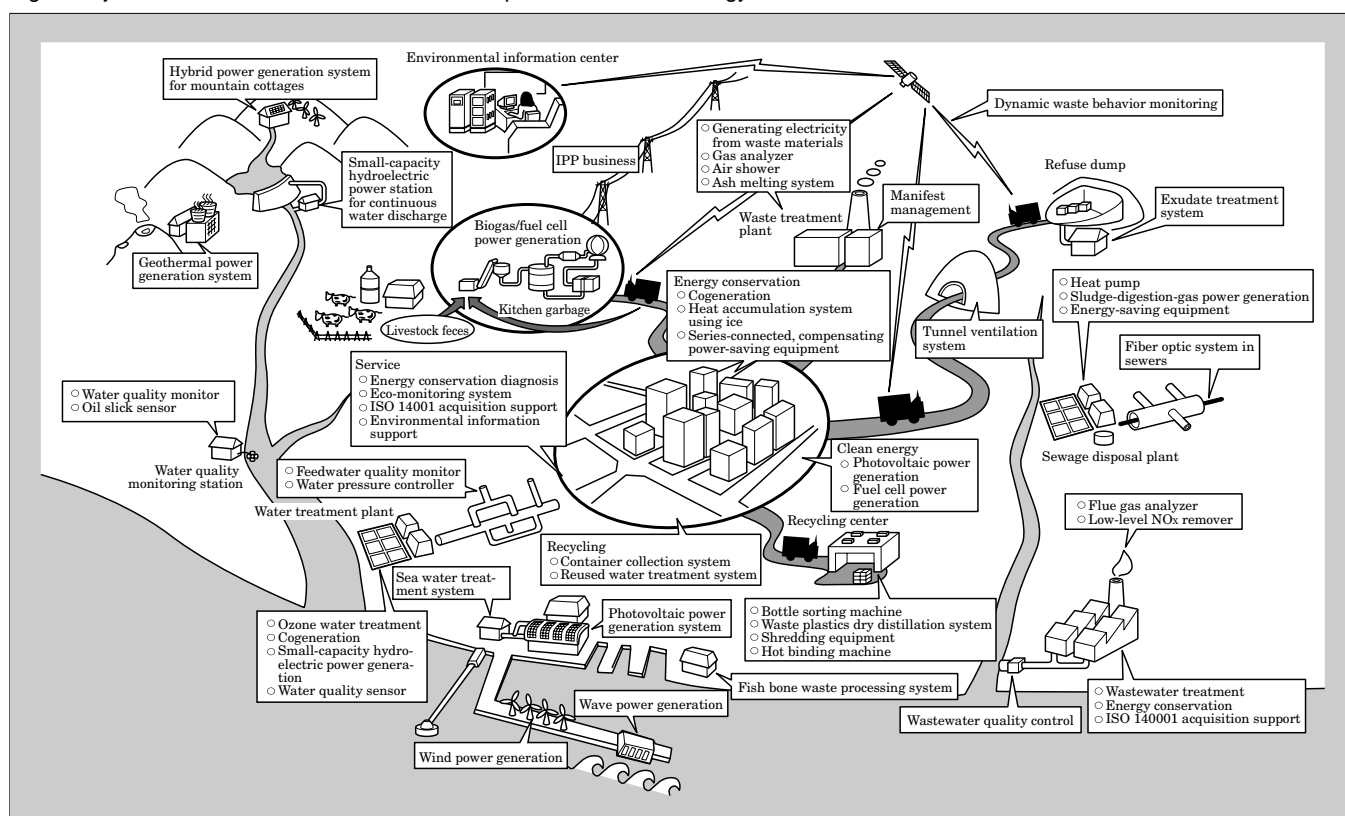 Environmental information center
Hybrid power generation system
for mountain cottages
Dynamic waste behavior monitoring
○ Generating electricity
from waste materials
○ Gas analyzer
○ Air shower
○ Ash melting system
IPP business
Small-capacity
hydroelectric
power station
for continuous
water discharge
Refuse dump
Manifest
management
Exudate treatment
system
Waste treatment
plant
Biogas/fuel cell
power generation
Geothermal power
generation system
Energy conservation
○ Cogeneration
○ Heat accumulation system
using ice
○ Series-connected, compensating
power-saving equipment
○ Heat pump
○ Sludge-digestion-gas power generation
○ Energy-saving equipment
Kitchen garbage
Livestock feces
Tunnel ventilation
system
Fiber optic system in
sewers
Service
○ Energy conservation diagnosis
○ Eco-monitoring system
○ ISO 14001 acquisition support
○ Environmental information
support
○ Water quality monitor
○ Oil slick sensor
Clean energy
○ Photovoltaic power
generation
○ Fuel cell power
generation
Sewage disposal plant
Water quality
monitoring station
○ Feedwater quality monitor
○ Water pressure controller
Water treatment plant
○ Flue gas analyzer
○ Low-level NOx remover
Recycling center
Recycling
○ Container collection system
○ Reused water treatment system
Sea water treat-
ment system
○ Ozone water treatment
○ Cogeneration
○ Small-capacity hydro-
electric power genera-
tion
○ Water quality sensor
Photovoltaic power
generation system
○ Bottle sorting machine
○ Waste plastics dry distillation system
○ Shredding equipment
○ Hot binding machine
Fish bone waste processing system
Wave power generation
Wastewater quality control
○ Wastewater treatment
○ Energy conservation
○ ISO 140001 acquisition support
Wind power generation